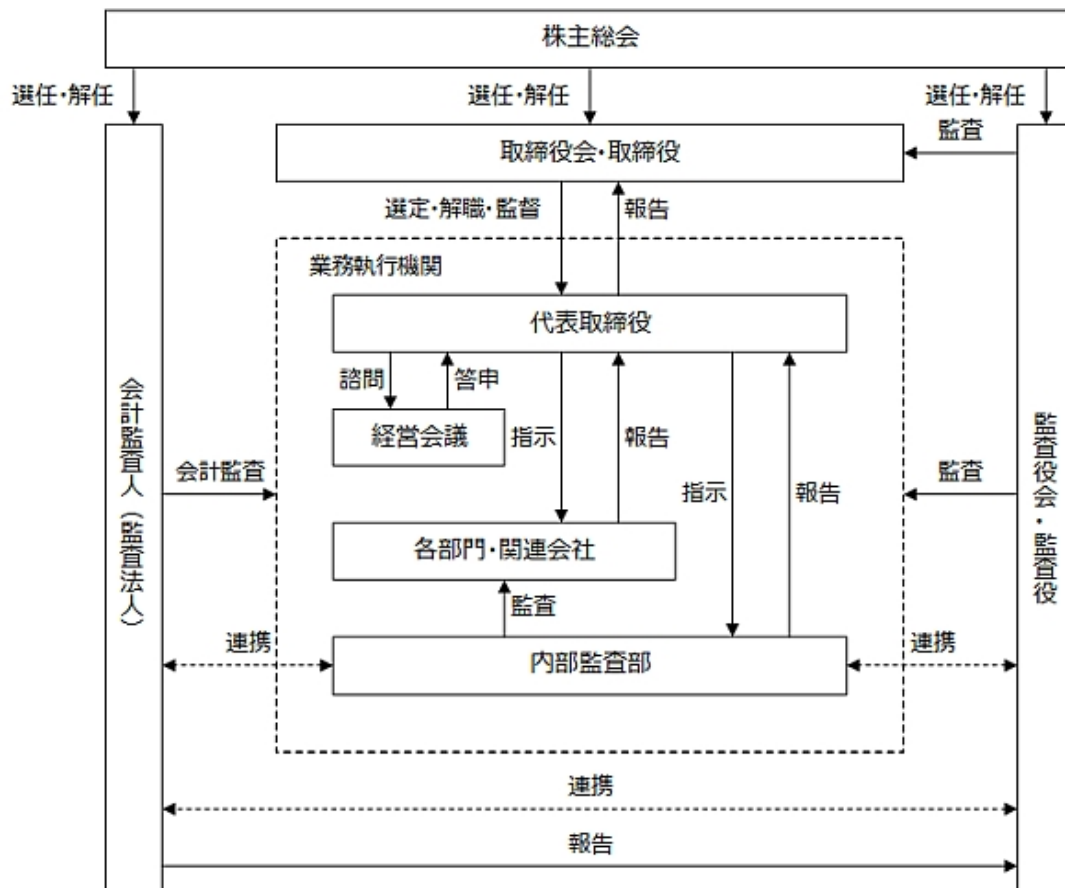 株主総会
選任・解任
選任・解任
選任・解任
取締役会・取締役
監査
選定・解職・監督
報告
業務執行機関
代表取締役
諮問
答申
経営会議
指示
報告
指示
報告
会計監査人（監査法人）
会計監査
監査
監査役会・監査役
各部門・関連会社
監査
連携
内部監査部
連携
連携
報告